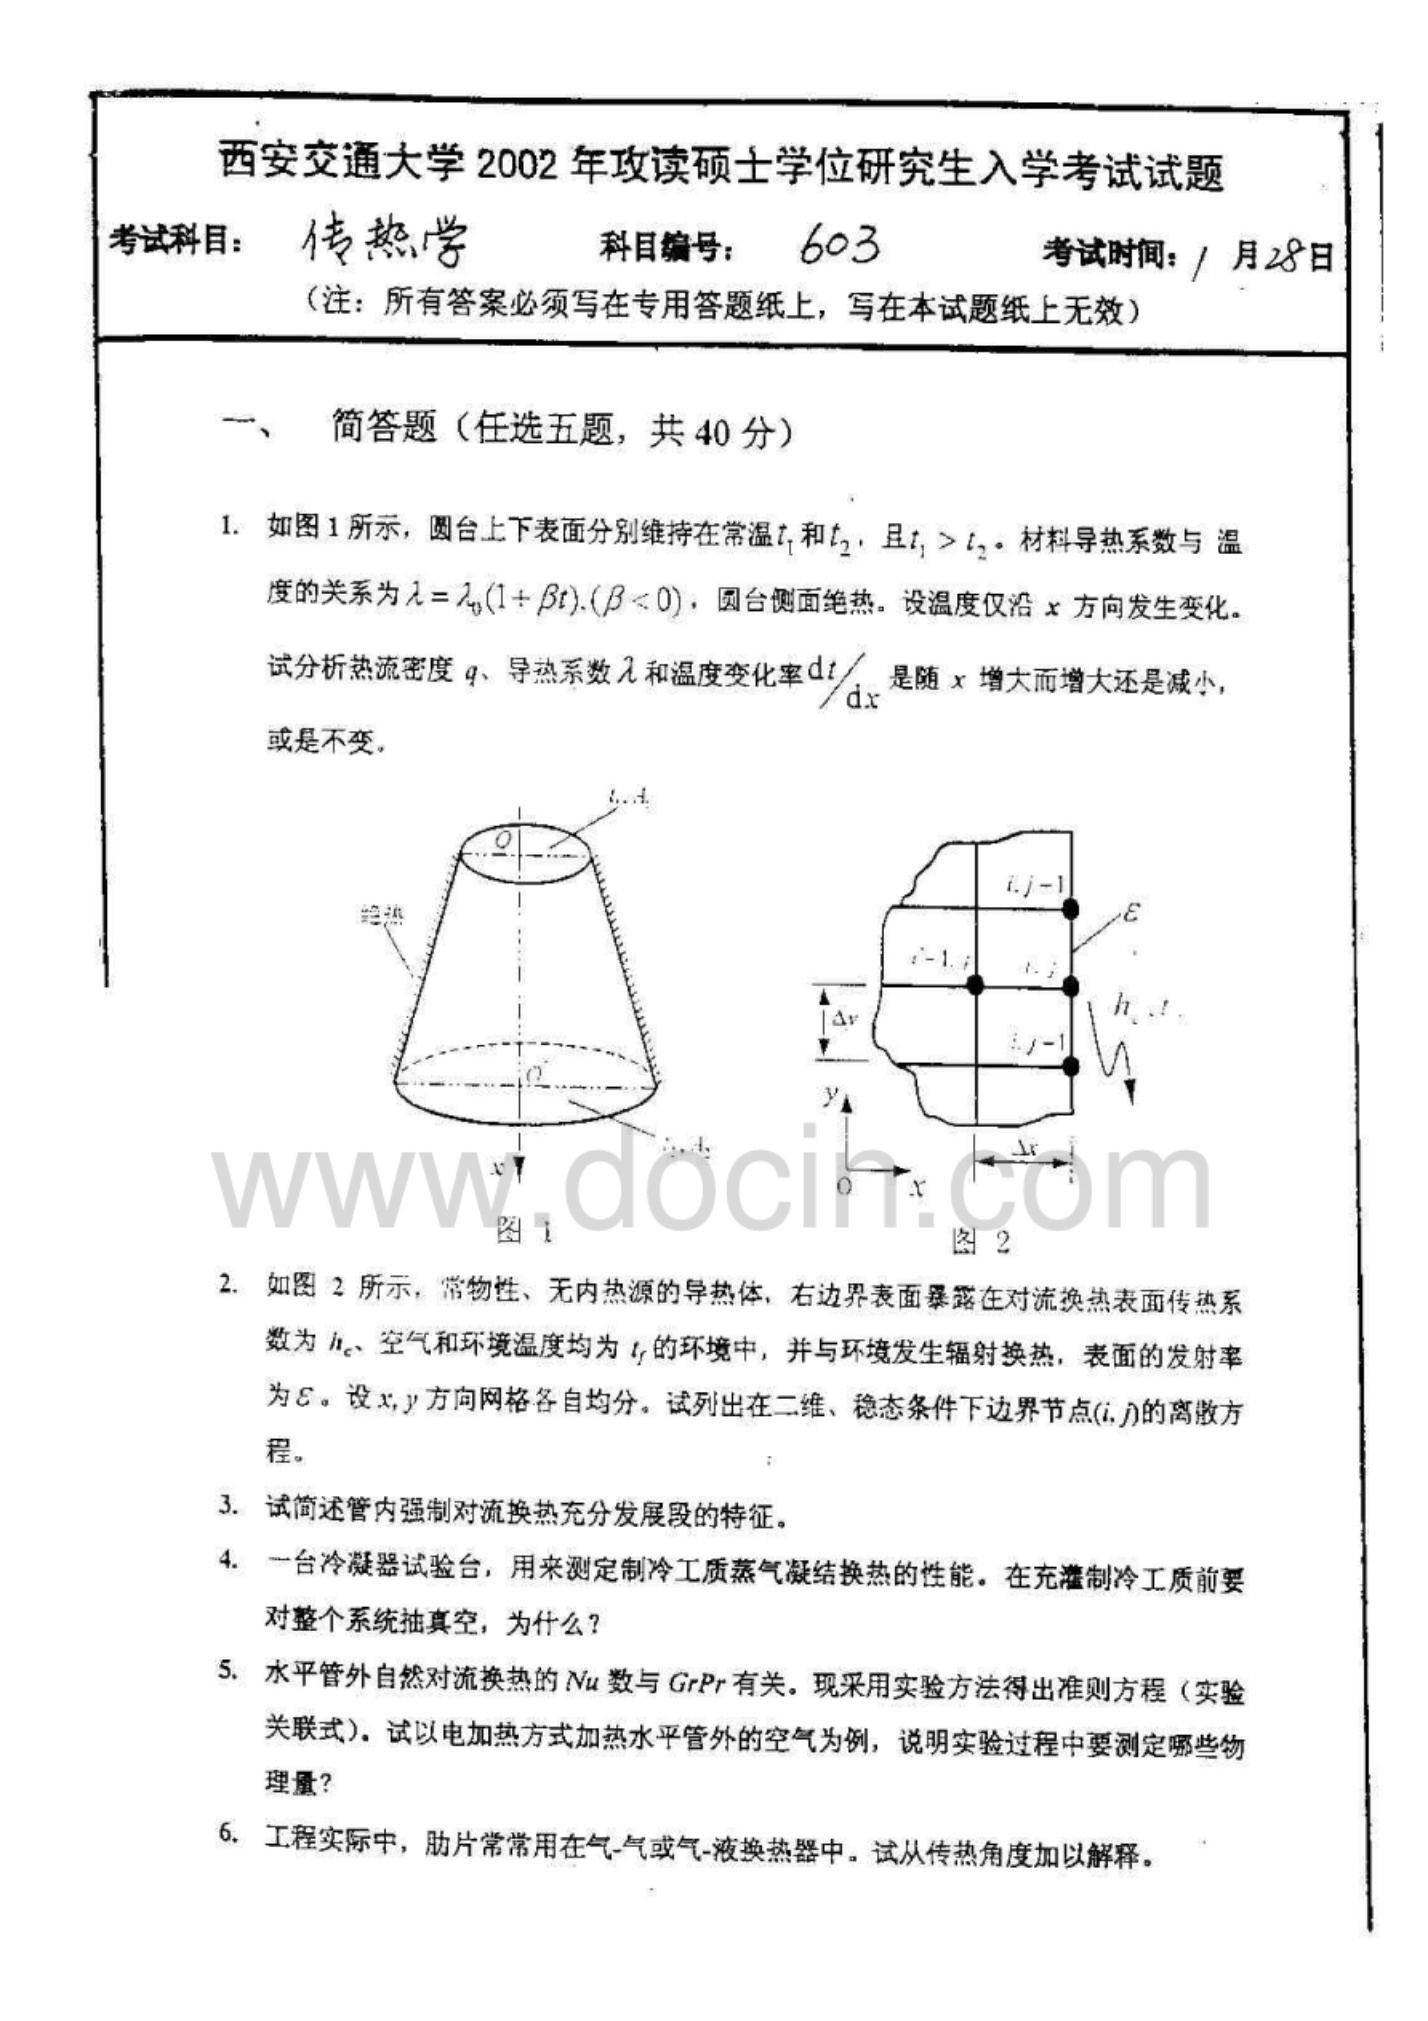 西安交通大学 2002 年攻读硕士学位研究生入学考试试题
考试科目： 传热学 科目编号： 603 考试时间：1 月28日
（注：所有答案必须写在专用答题纸上，写在本试题纸上无效）
一、 简答题（任选五题，共 40 分）
1. 如图 1 所示，圆台上下表面分别维持在常温 t₁ 和 t₂，且 t₁ > t₂。材料导热系数与 温
度的关系为 λ = λ₀(1+βt),(β<0)，圆台侧面绝热。设温度仅沿 x 方向发生变化。
试分析热流密度 q、导热系数 λ 和温度变化率 dt/dx 是随 x 增大而增大还是减小，
或是不变。
t₁, A₁
O
绝热
O'
t₂, A₂
x
图 1
i, j-1
ε
i-1, j
i, j
Δy
i, j-1
y
Δx
O
x
图 2
2. 如图 2 所示，常物性、无内热源的导热体，右边界表面暴露在对流换热表面传热系
数为 h_c、空气和环境温度均为 t_f 的环境中，并与环境发生辐射换热，表面的发射率
为 ε。设 x, y 方向网格各自均分。试列出在二维、稳态条件下边界节点(i, j)的离散方
程。
3. 试简述管内强制对流换热充分发展段的特征。
4. 一台冷凝器试验台，用来测定制冷工质蒸气凝结换热的性能。在充灌制冷工质前要
对整个系统抽真空，为什么？
5. 水平管外自然对流换热的 Nu 数与 GrPr 有关。现采用实验方法得出准则方程（实验
关联式）。试以电加热方式加热水平管外的空气为例，说明实验过程中要测定哪些物
理量？
6. 工程实际中，肋片常常用在气-气或气-液换热器中。试从传热角度加以解释。
www.docin.com